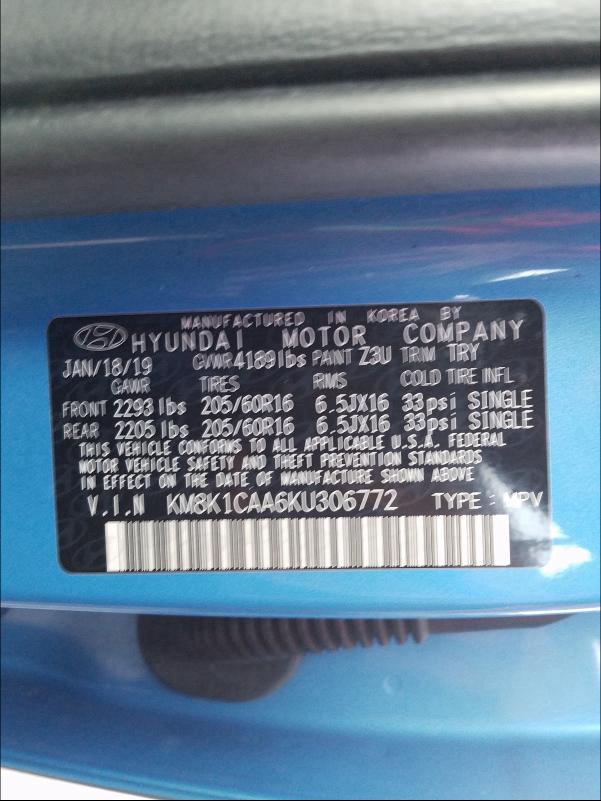 MANUFACTURED IN KOREA BY
HYUNDAI MOTOR COMPANY
JAN/18/19 GVWR 4189lbs PAINT Z3U TRIM TRY
GAWR TIRES RMS COLD TIRE INFL
FRONT 2293 lbs 205/60R16 6.5JX16 33psi SINGLE
REAR 2205 lbs 205/60R16 6.5JX16 33psi SINGLE
THIS VEHICLE CONFORMS TO ALL APPLICABLE U.S.A. FEDERAL
MOTOR VEHICLE SAFETY AND THEFT PREVENTION STANDARDS
IN EFFECT ON THE DATE OF MANUFACTURE SHOWN ABOVE
V.I.N KM8K1CAA6KU306772 TYPE : MPV